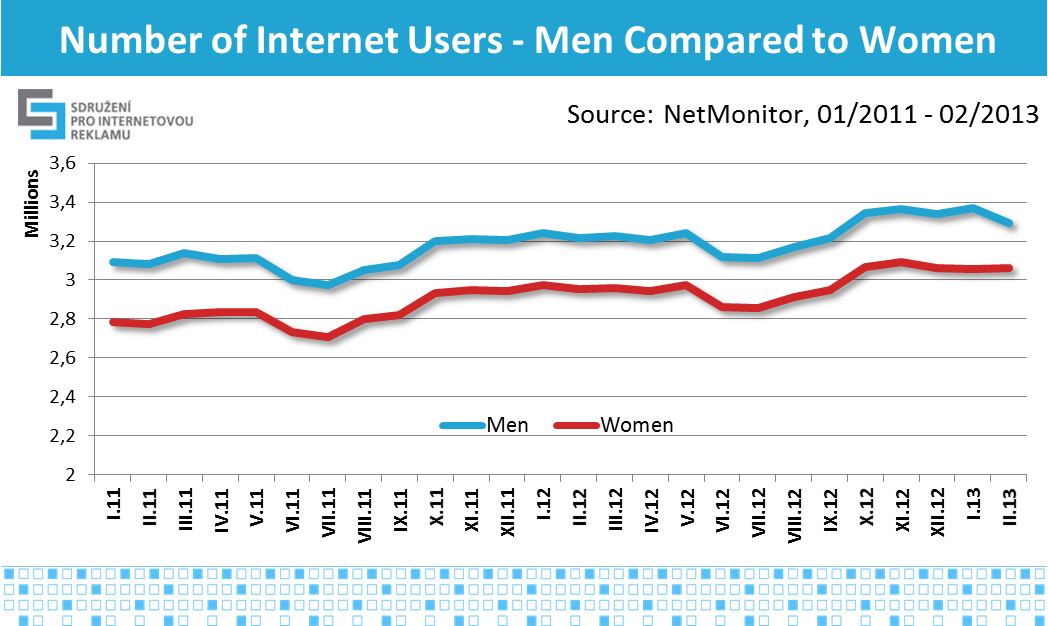 Number of Internet Users - Men Compared to Women
SDRUŽENÍ
PRO INTERNETOVOU
REKLAMU
Source: NetMonitor, 01/2011 - 02/2013
Millions
3,6
3,4
3,2
3
2,8
2,6
2,4
2,2
2
Men Women
I.11 II.11 III.11 IV.11 V.11 VI.11 VII.11 VIII.11 IX.11 X.11 XI.11 XII.11 I.12 II.12 III.12 IV.12 V.12 VI.12 VII.12 VIII.12 IX.12 X.12 XI.12 XII.12 I.13 II.13